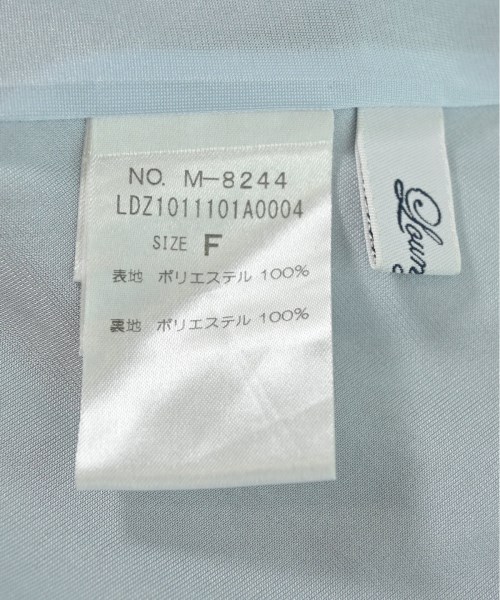 NO. M-8244
LDZ1011101A0004
SIZE F
表地 ポリエステル 100%
裏地 ポリエステル 100%